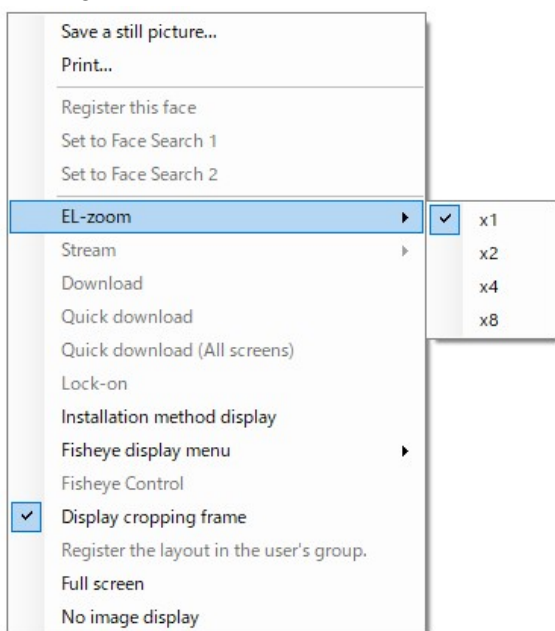 Save a still picture...
Print...
Register this face
Set to Face Search 1
Set to Face Search 2
EL-zoom
x1
x2
x4
x8
Stream
Download
Quick download
Quick download (All screens)
Lock-on
Installation method display
Fisheye display menu
Fisheye Control
Display cropping frame
Register the layout in the user's group.
Full screen
No image display